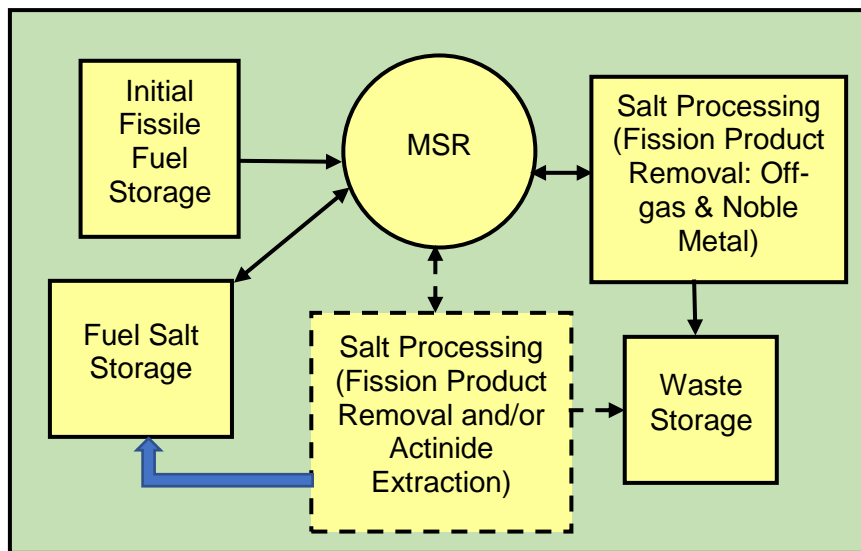 Initial
Fissile
Fuel
Storage
MSR
Salt Processing
(Fission Product
Removal: Off-
gas & Noble
Metal)
Fuel Salt
Storage
Salt Processing
(Fission Product
Removal and/or
Actinide
Extraction)
Waste
Storage